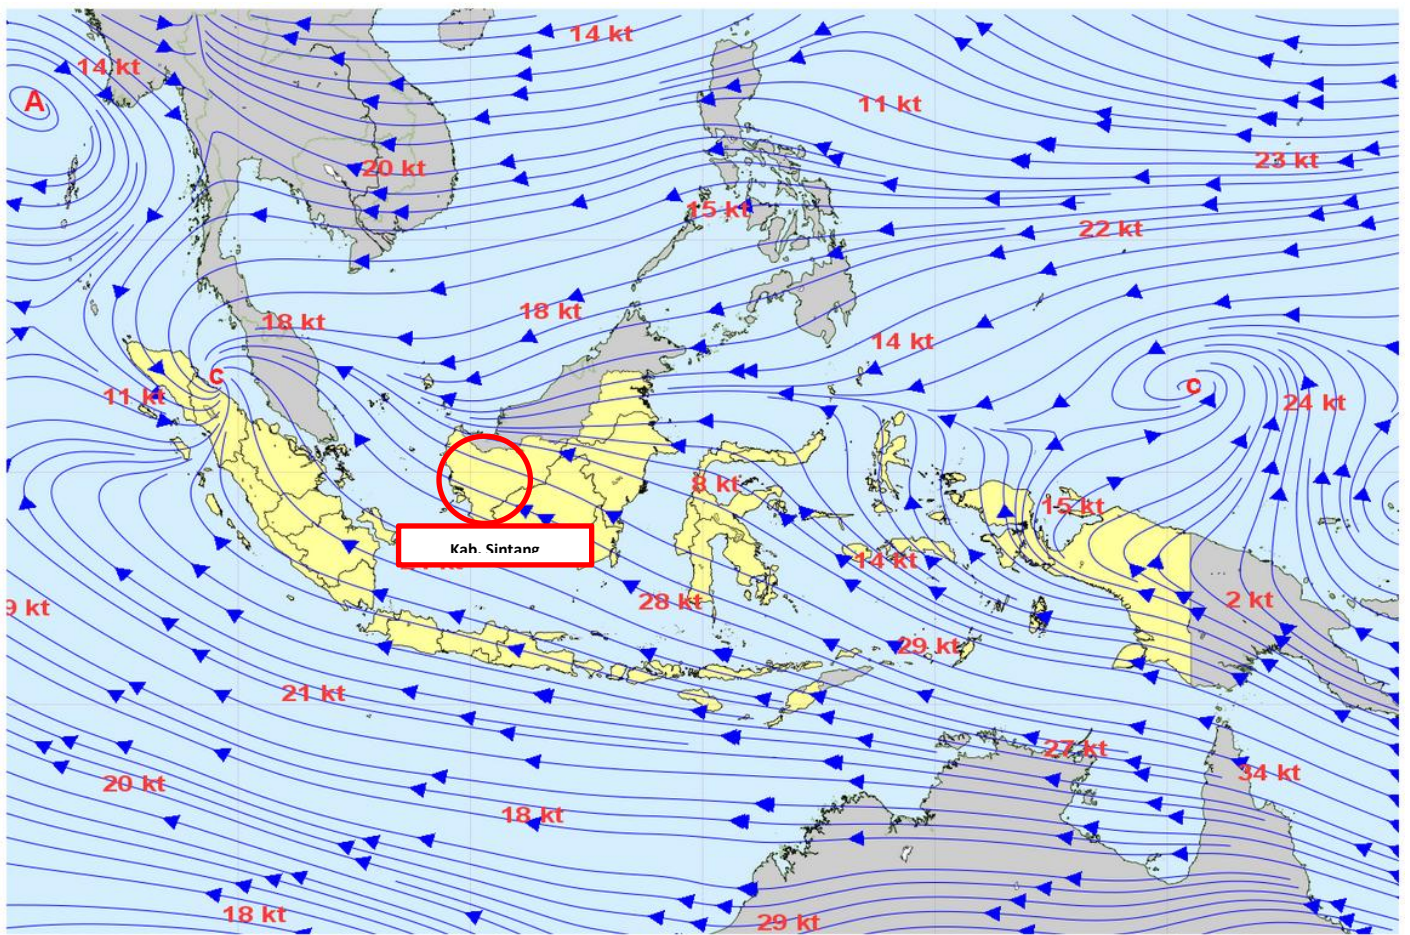 14 kt
14 kt
A
11 kt
23 kt
20 kt
15 kt
22 kt
18 kt
18 kt
14 kt
C
C
11 kt
24 kt
8 kt
15 kt
Kab. Sintang
14 kt
28 kt
2 kt
9 kt
29 kt
21 kt
27 kt
34 kt
20 kt
18 kt
18 kt
29 kt